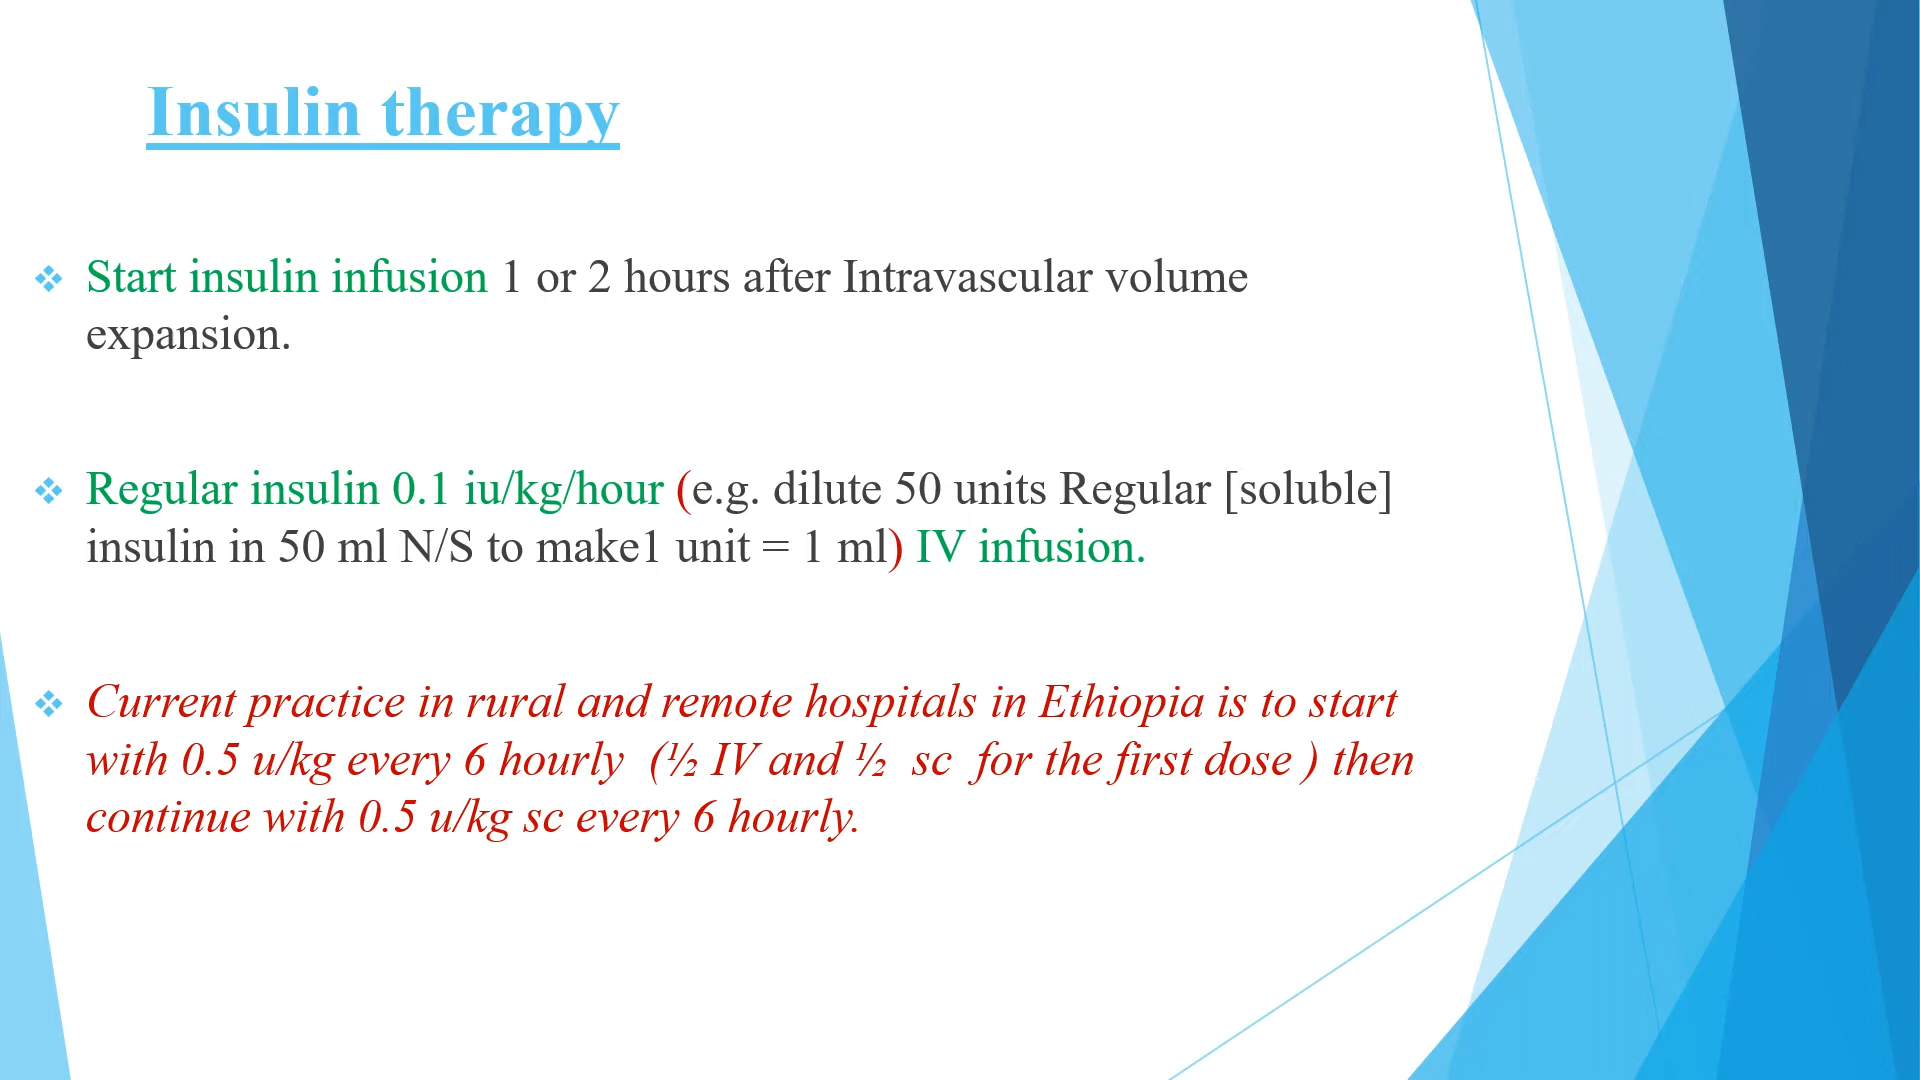 Insulin therapy
❖ Start insulin infusion 1 or 2 hours after Intravascular volume
expansion.
❖ Regular insulin 0.1 iu/kg/hour (e.g. dilute 50 units Regular [soluble]
insulin in 50 ml N/S to make1 unit = 1 ml) IV infusion.
❖ Current practice in rural and remote hospitals in Ethiopia is to start
with 0.5 u/kg every 6 hourly (½ IV and ½ sc for the first dose ) then
continue with 0.5 u/kg sc every 6 hourly.